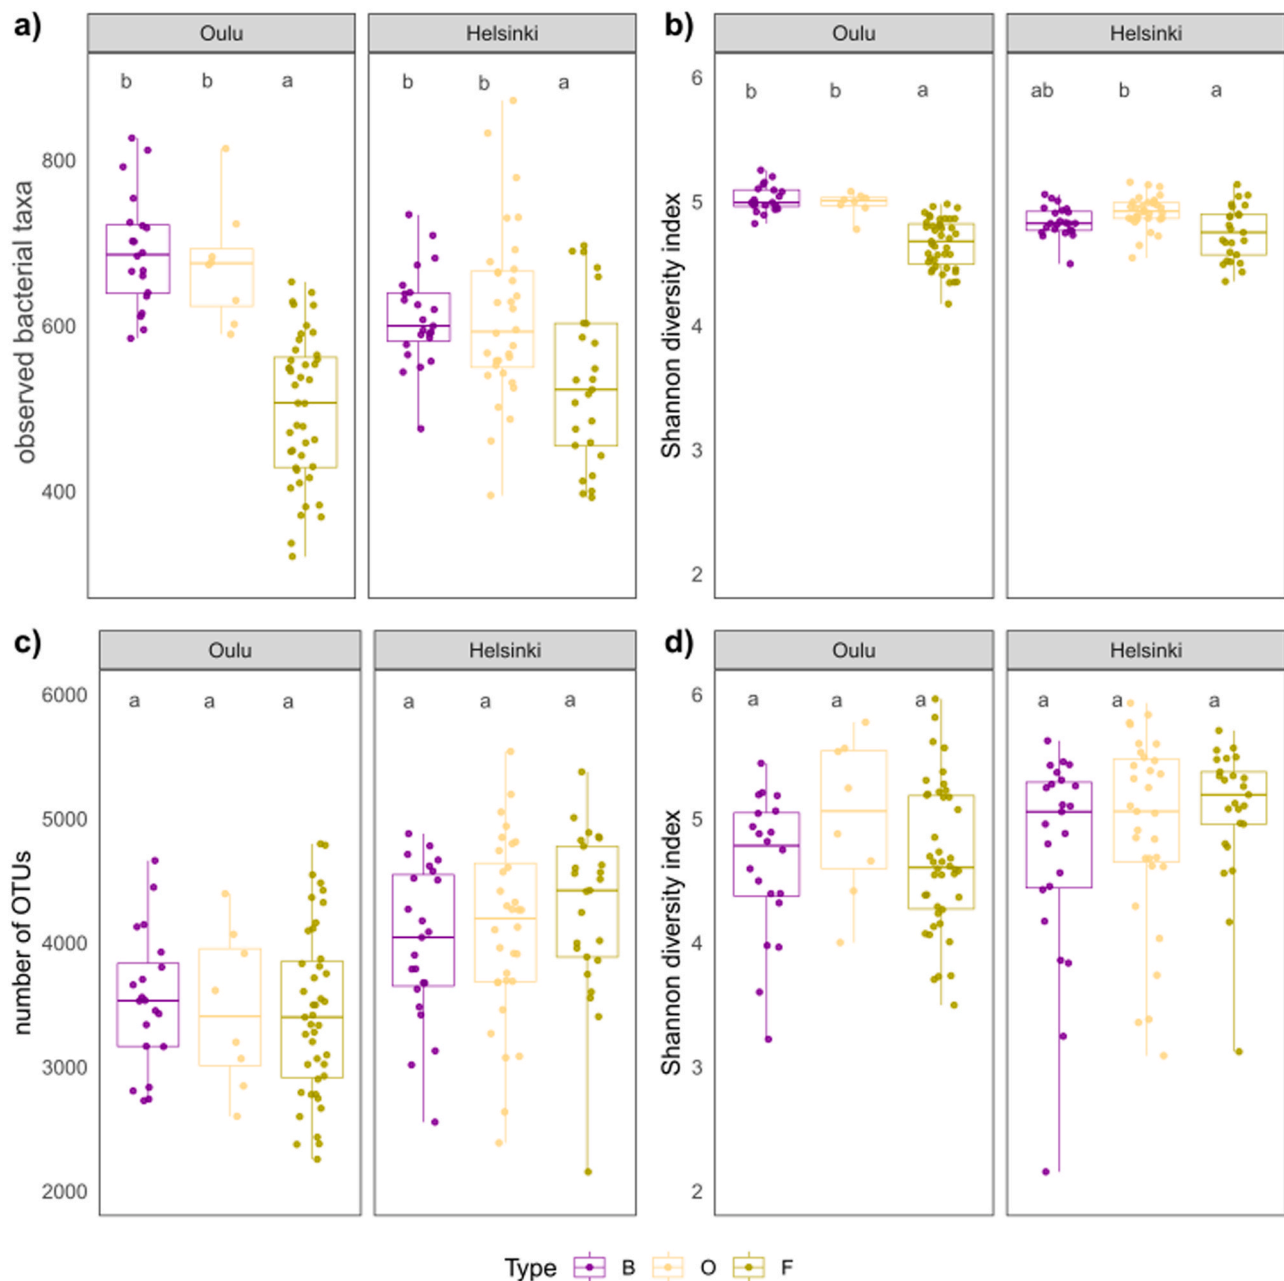 a)
Oulu
Helsinki
b b a
b b a
observed bacterial taxa
800
600
400
b)
Oulu
Helsinki
b b a
ab b a
Shannon diversity index
6
5
4
3
2
c)
Oulu
Helsinki
a a a
a a a
number of OTUs
6000
5000
4000
3000
2000
d)
Oulu
Helsinki
a a a
a a a
Shannon diversity index
6
5
4
3
2
Type B O F